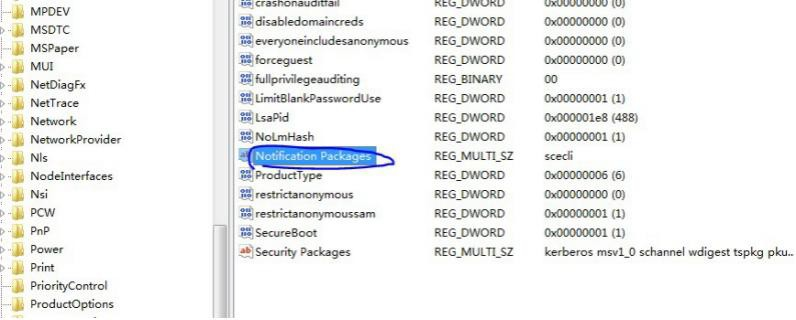 MPDEV
MSDTC
MSPaper
MUI
NetDiagFx
NetTrace
Network
NetworkProvider
Nls
NodeInterfaces
Nsi
PCW
PnP
Power
Print
PriorityControl
ProductOptions
crashonauditfail REG_DWORD 0x00000000 (0)
disabledomaincreds REG_DWORD 0x00000000 (0)
everyoneincludesanonymous REG_DWORD 0x00000000 (0)
forceguest REG_DWORD 0x00000000 (0)
fullprivilegeauditing REG_BINARY 00
LimitBlankPasswordUse REG_DWORD 0x00000001 (1)
LsaPid REG_DWORD 0x000001e8 (488)
NoLmHash REG_DWORD 0x00000001 (1)
Notification Packages REG_MULTI_SZ scecli
ProductType REG_DWORD 0x00000006 (6)
restrictanonymous REG_DWORD 0x00000000 (0)
restrictanonymoussam REG_DWORD 0x00000001 (1)
SecureBoot REG_DWORD 0x00000001 (1)
Security Packages REG_MULTI_SZ kerberos msv1_0 schannel wdigest tspkg pku...